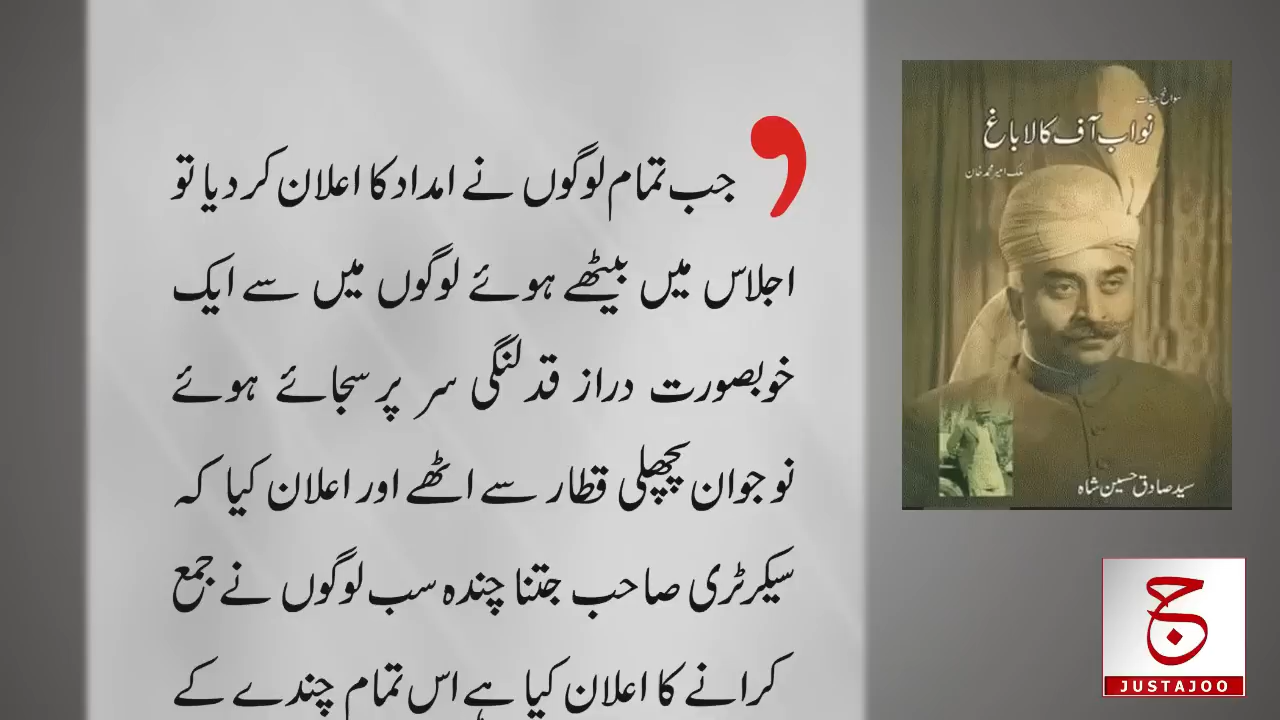 جب تمام لوگوں نے امداد کا اعلان کر دیا تو
اجلاس میں بیٹھے ہوئے لوگوں میں سے ایک
خوبصورت دراز قد لنگی سر پر سجائے ہوئے
نوجوان پچھلی قطار سے اٹھے اور اعلان کیا کہ
سیکرٹری صاحب جتنا چندہ سب لوگوں نے جمع
کرانے کا اعلان کیا ہے اس تمام چندے کے
سوانح حیات
نواب آف کالاباغ
ملک امیر محمد خان
سید صادق حسین شاہ
ج
JUSTAJOO